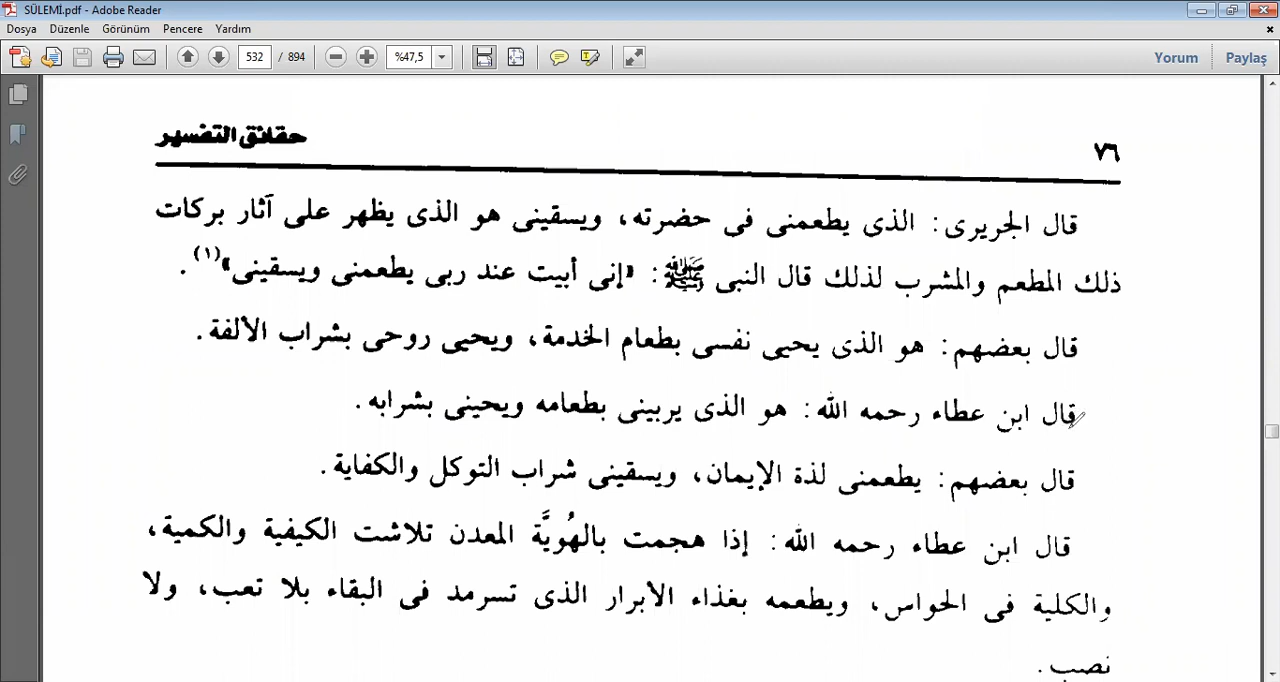 SÜLEMİ.pdf - Adobe Reader
Dosya Düzenle Görünüm Pencere Yardım
532 / 894 %47,5 Yorum Paylaş
٧٦ حقائق التفسير
قال الجريرى: الذى يطعمنى فى حضرته، ويسقينى هو الذى يظهر على آثار بركات
ذلك المطعم والمشرب لذلك قال النبى ﷺ: «إنى أبيت عند ربى يطعمنى ويسقينى»(١).
قال بعضهم: هو الذى يحيى نفسى بطعام الخدمة، ويحيى روحى بشراب الألفة.
قال ابن عطاء رحمه الله: هو الذى يربينى بطعامه ويحينى بشرابه.
قال بعضهم: يطعمنى لذة الإيمان، ويسقينى شراب التوكل والكفاية.
قال ابن عطاء رحمه الله: إذا هجمت بالهُويَّة المعدن تلاشت الكيفية والكمية،
والكلية فى الحواس، ويطعمه بغذاء الأبرار الذى تسرمد فى البقاء بلا تعب، ولا
نصب.